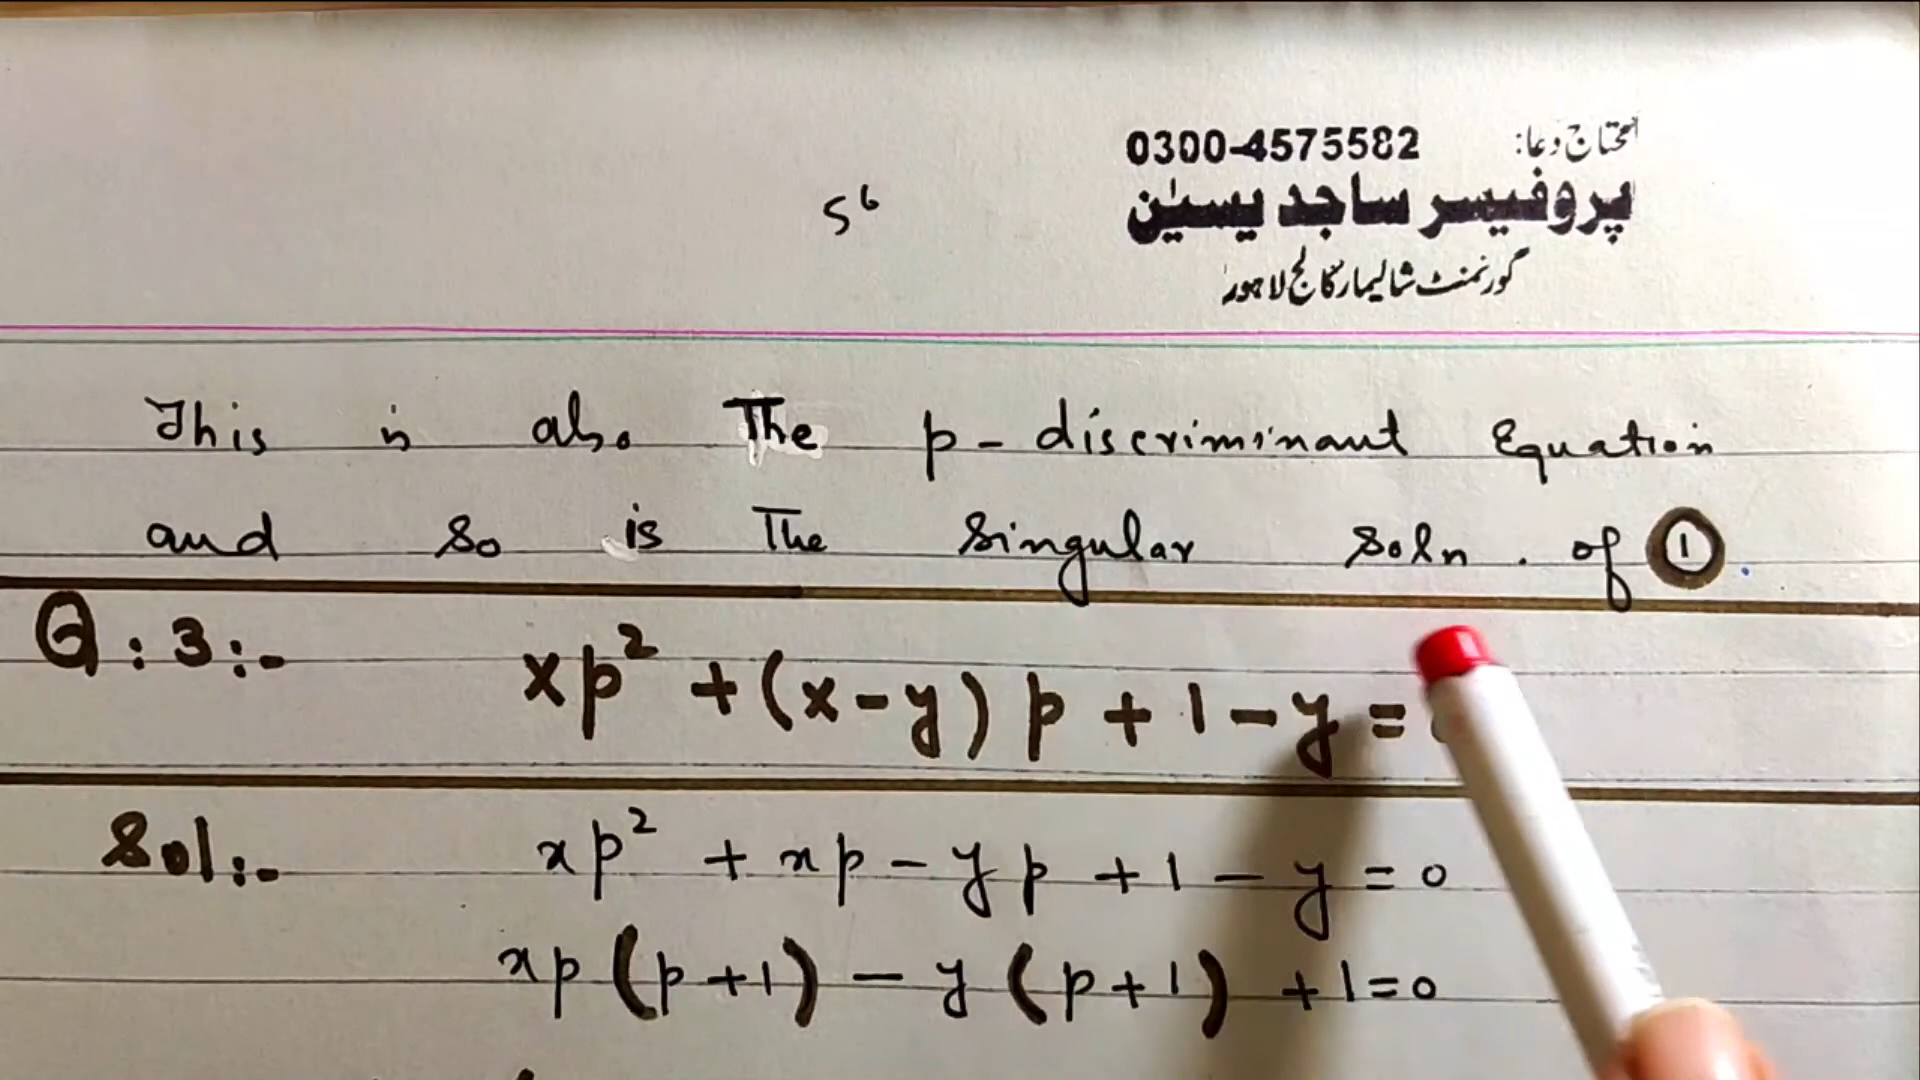 0300-4575582 محتاج دعا:
پروفیسر ساجد یسین
گورنمنٹ شالیمار کالج لاہور
56
This is also The p-discriminant Equation
and so is The Singular Soln. of ①.
Q:3:- xp² + (x-y) p + 1 - y =
Sol:- xp² + xp - yp + 1 - y = 0
xp (p+1) - y (p+1) + 1 = 0